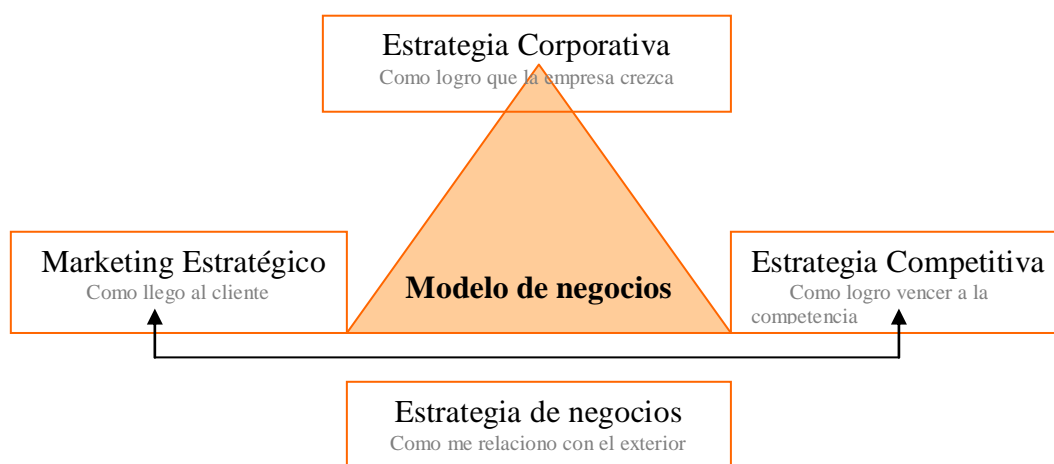 Estrategia Corporativa
Como logro que la empresa crezca
Marketing Estratégico
Como llego al cliente
Modelo de negocios
Estrategia Competitiva
Como logro vencer a la
competencia
Estrategia de negocios
Como me relaciono con el exterior